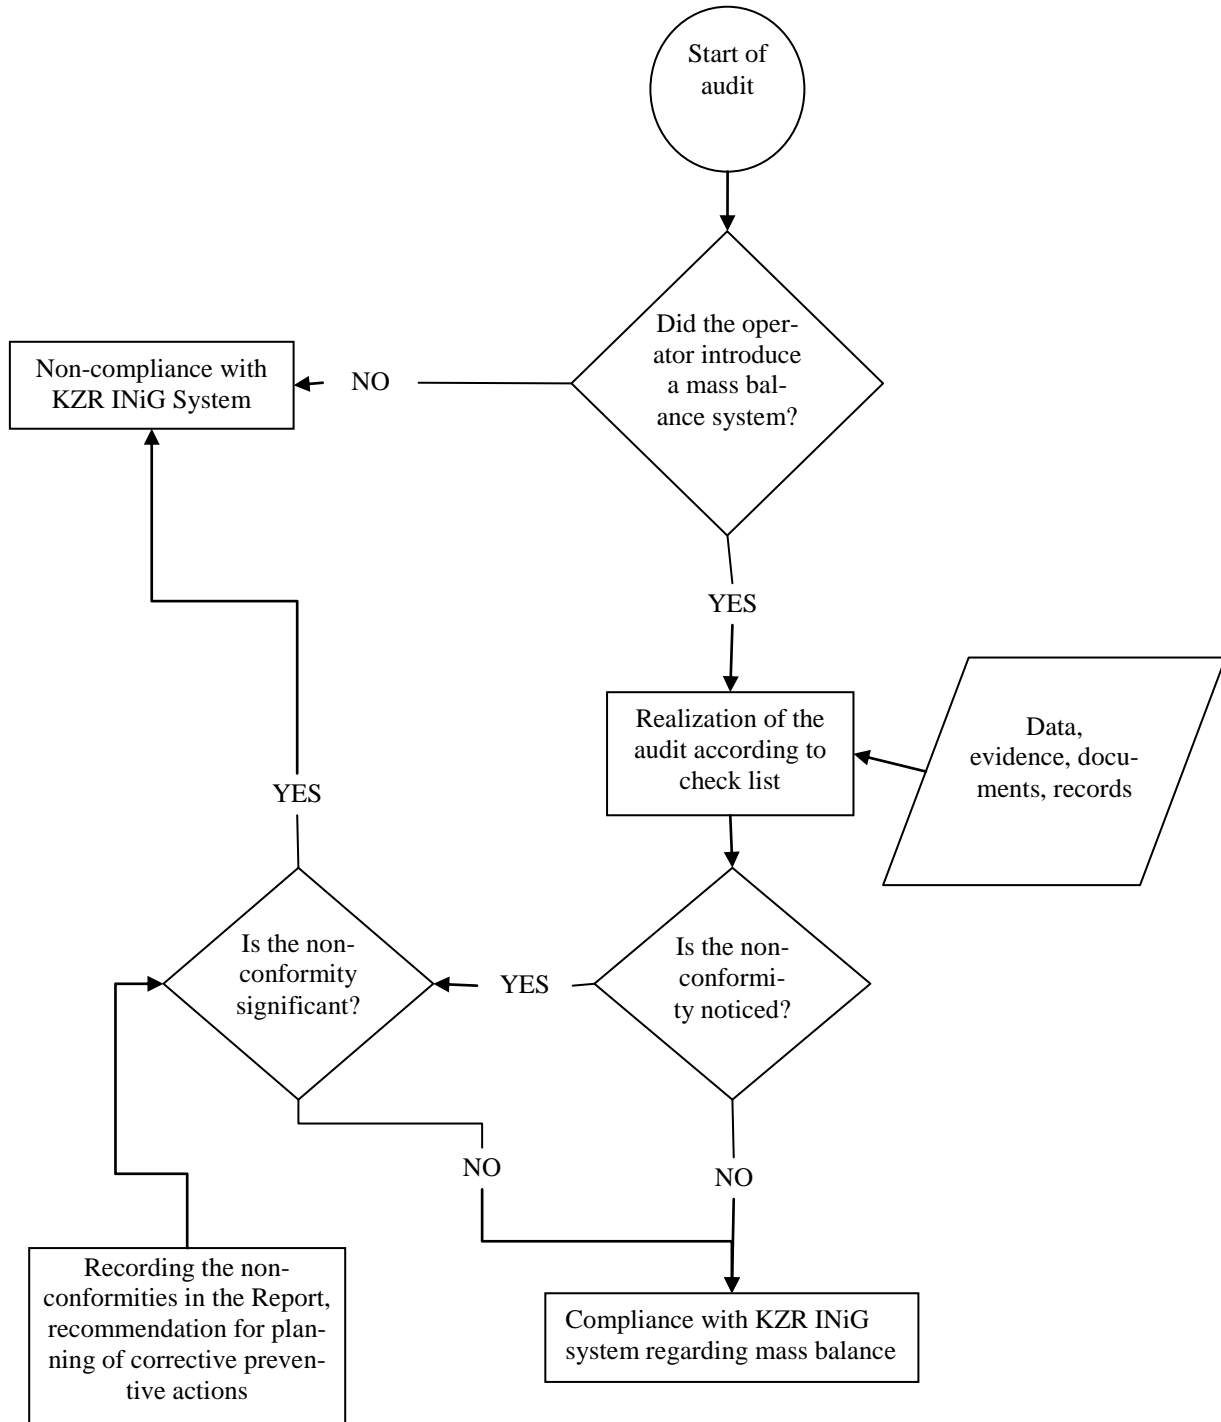 Start of
audit
Did the oper-
ator introduce
a mass bal-
ance system?
NO
Non-compliance with
KZR INiG System
YES
Realization of the
audit according to
check list
Data,
evidence, docu-
ments, records
YES
Is the non-
conformity
significant?
YES
Is the non-
conformi-
ty noticed?
NO
NO
Recording the non-
conformities in the Report,
recommendation for plan-
ning of corrective preven-
tive actions
Compliance with KZR INiG
system regarding mass balance